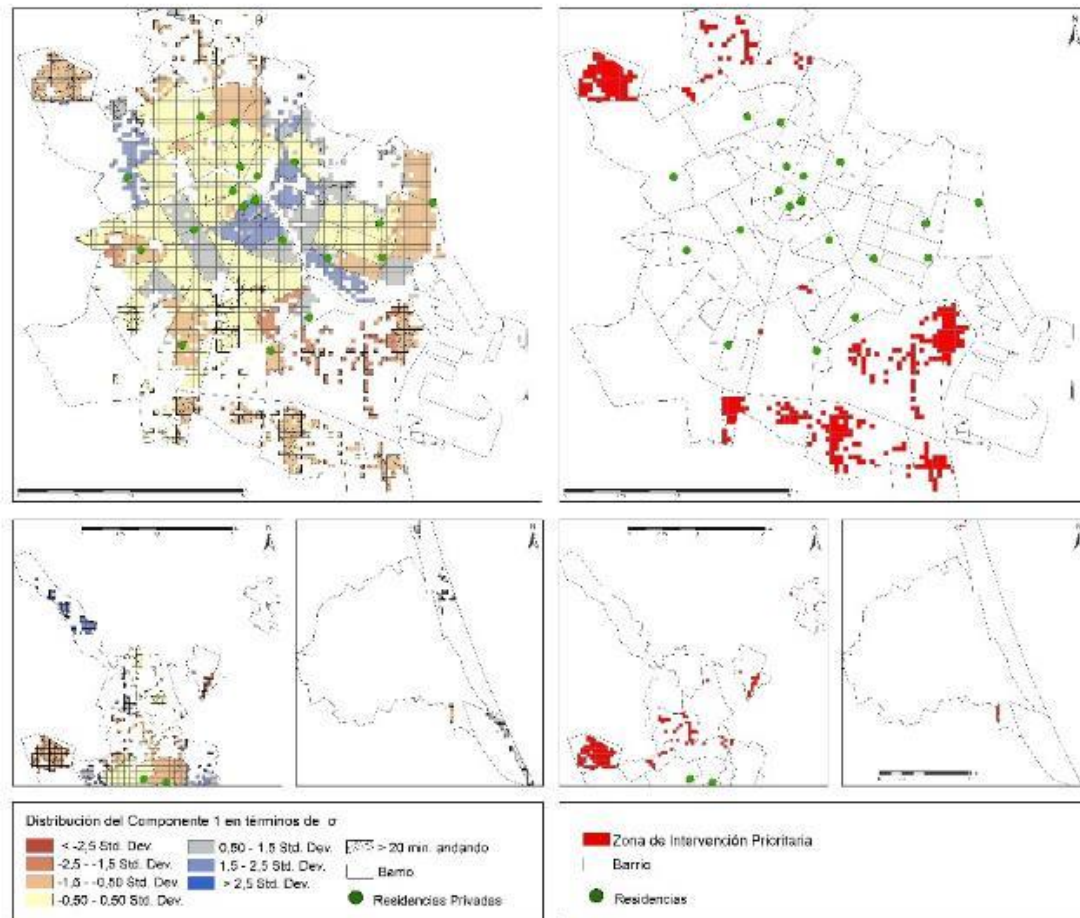 Distribución del Componente 1 en términos de σ
< -2,5 Std. Dev.
-2,5 - -1,5 Std. Dev.
-1,5 - -0,50 Std. Dev.
-0,50 - 0,50 Std. Dev.
0,50 - 1,5 Std. Dev.
1,5 - 2,5 Std. Dev.
> 2,5 Std. Dev.
> 20 min. andando
Barrio
Residencias Privadas
Zona de Intervención Prioritaria
Barrio
Residencias